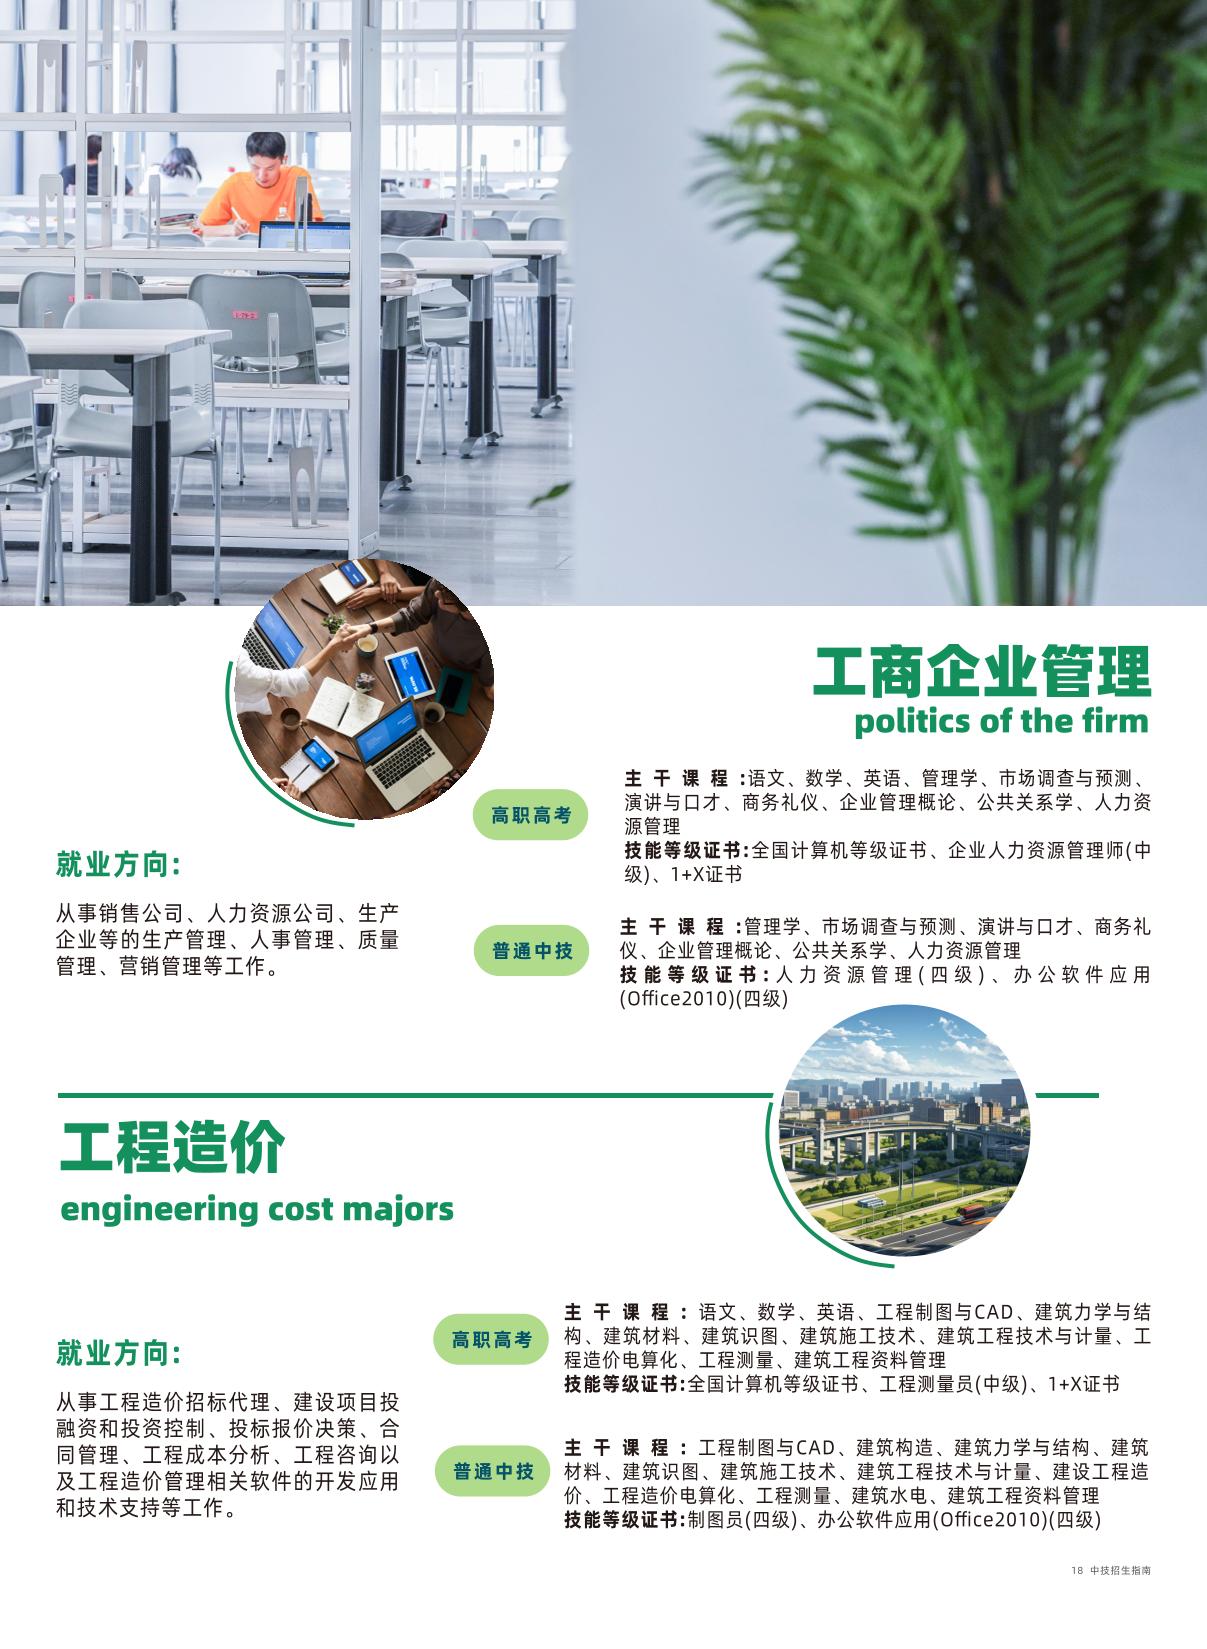 工商企业管理
politics of the firm
主干课程:语文、数学、英语、管理学、市场调查与预测、
演讲与口才、商务礼仪、企业管理概论、公共关系学、人力资
源管理
高职高考
技能等级证书:全国计算机等级证书、企业人力资源管理师(中
级)、1+X证书
就业方向:
从事销售公司、人力资源公司、生产
企业等的生产管理、人事管理、质量
管理、营销管理等工作。
普通中技
主干课程:管理学、市场调查与预测、演讲与口才、商务礼
仪、企业管理概论、公共关系学、人力资源管理
技能等级证书:人力资源管理(四级)、办公软件应用
(Office2010)(四级)
工程造价
engineering cost majors
就业方向:
从事工程造价招标代理、建设项目投
融资和投资控制、投标报价决策、合
同管理、工程成本分析、工程咨询以
及工程造价管理相关软件的开发应用
和技术支持等工作。
高职高考
主干课程:语文、数学、英语、工程制图与CAD、建筑力学与结
构、建筑材料、建筑识图、建筑施工技术、建筑工程技术与计量、工
程造价电算化、工程测量、建筑工程资料管理
技能等级证书:全国计算机等级证书、工程测量员(中级)、1+X证书
普通中技
主干课程:工程制图与CAD、建筑构造、建筑力学与结构、建筑
材料、建筑识图、建筑施工技术、建筑工程技术与计量、建设工程造
价、工程造价电算化、工程测量、建筑水电、建筑工程资料管理
技能等级证书:制图员(四级)、办公软件应用(Office2010)(四级)
18 中技招生指南